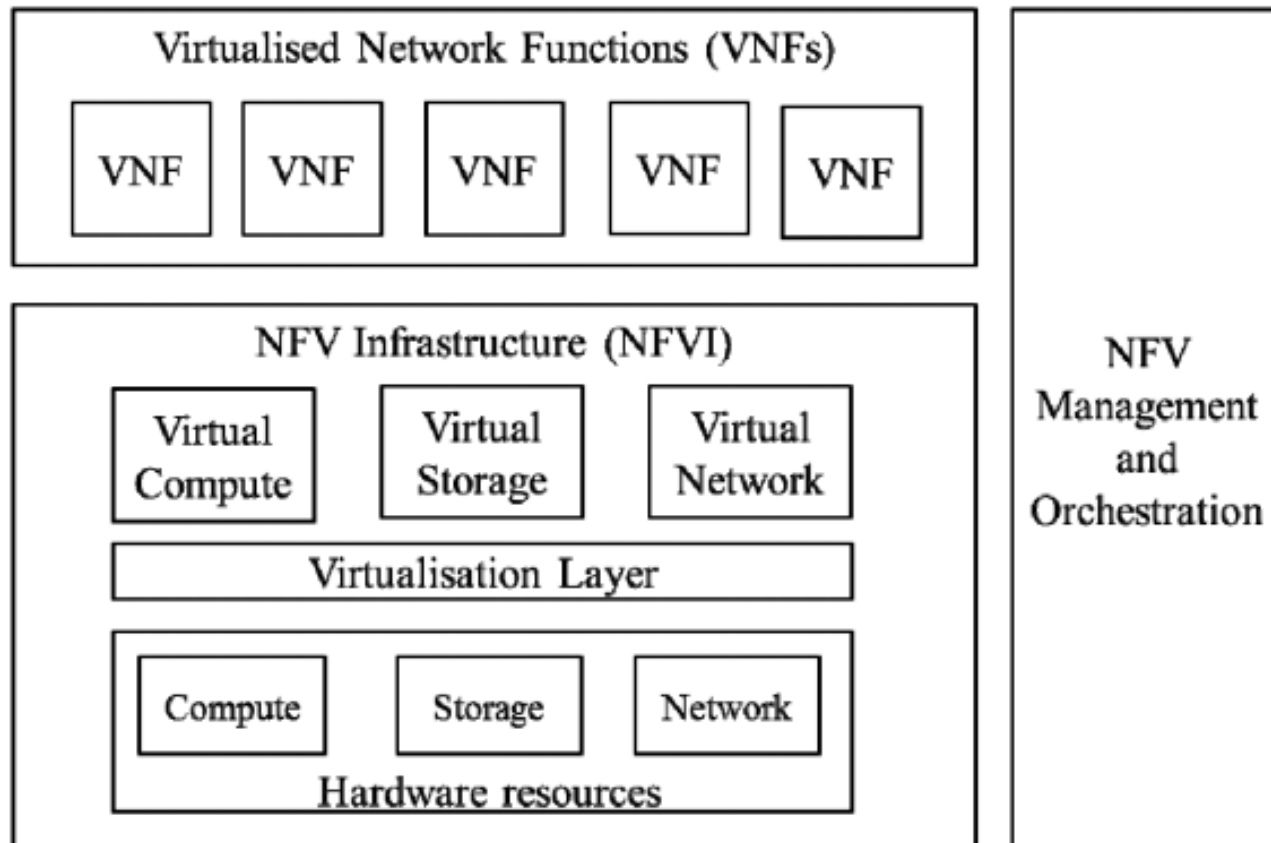 Virtualised Network Functions (VNFs)
VNF VNF VNF VNF VNF
NFV Infrastructure (NFVI)
Virtual
Compute
Virtual
Storage
Virtual
Network
Virtualisation Layer
Compute Storage Network
Hardware resources
NFV
Management
and
Orchestration